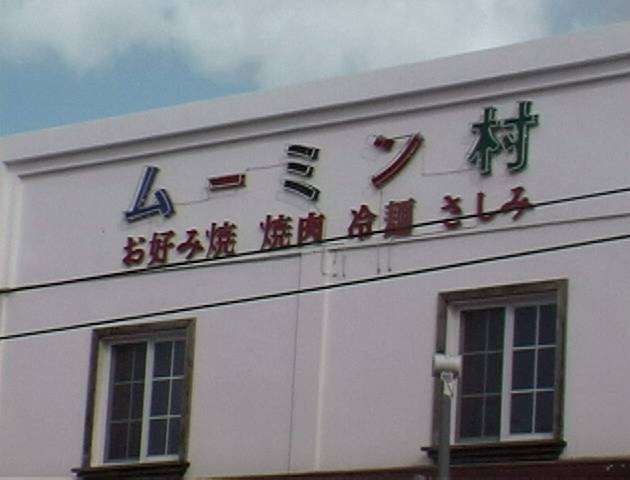 ムーミン村
お好み焼 焼肉 冷麺 さしみ